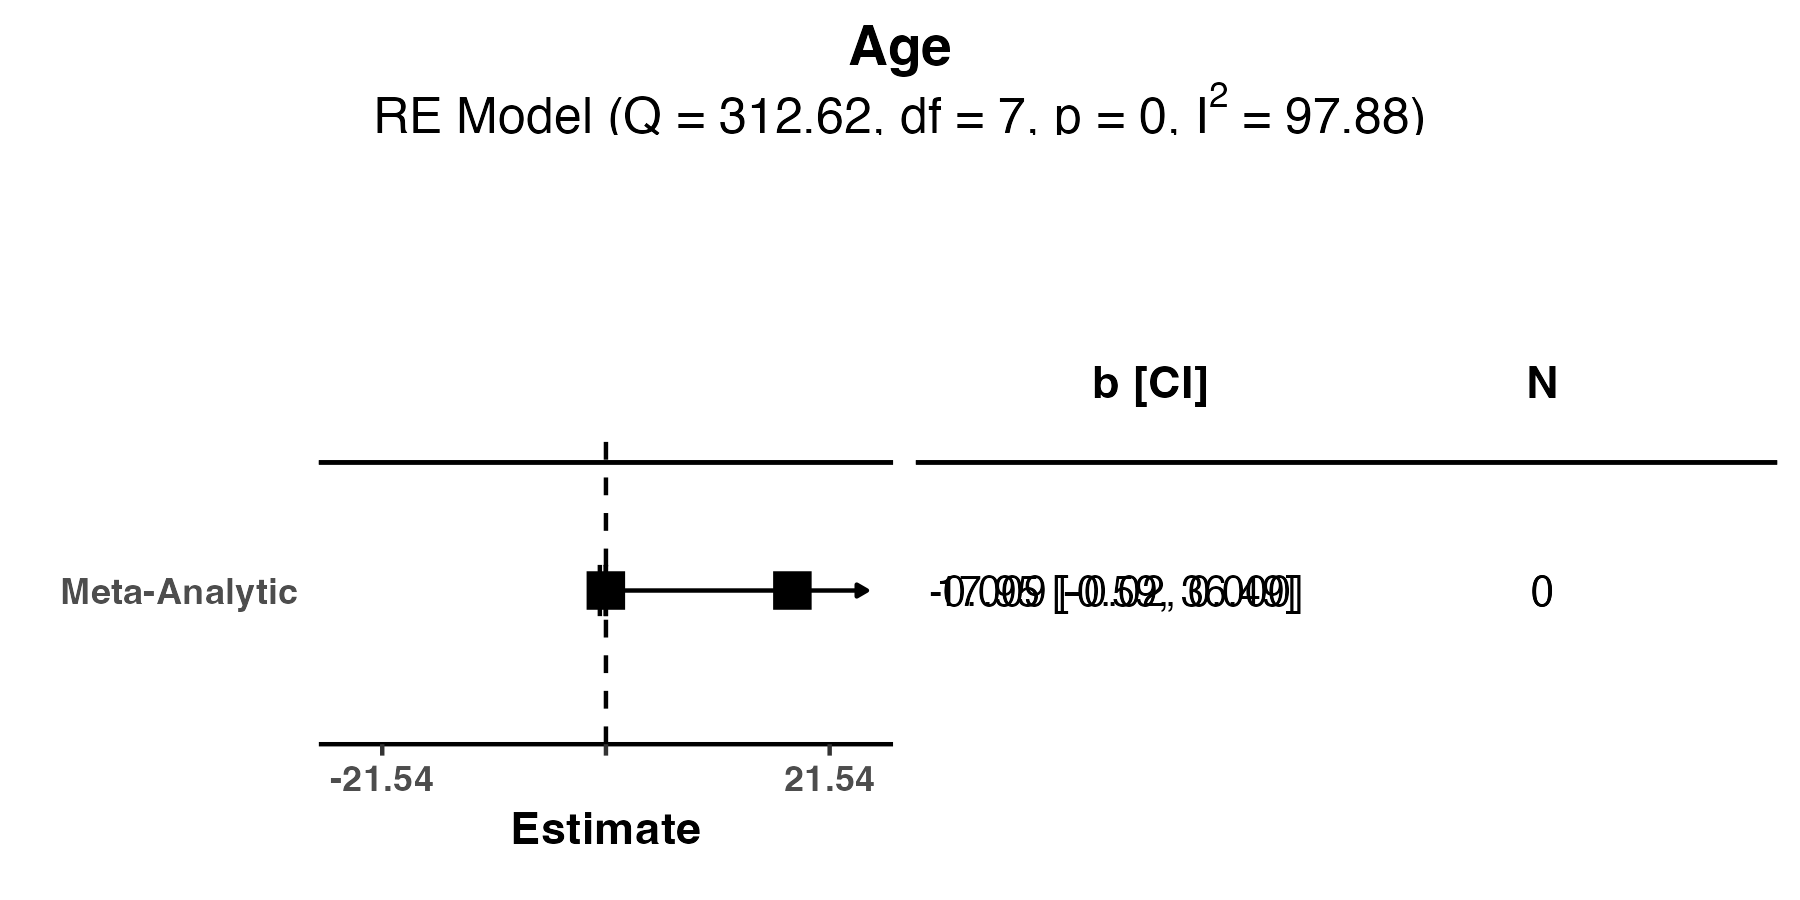 Age
RE Model (Q = 312.62, df = 7, p = 0, I² = 97.88)
b [CI] N
Meta-Analytic 0
-21.54 21.54
Estimate